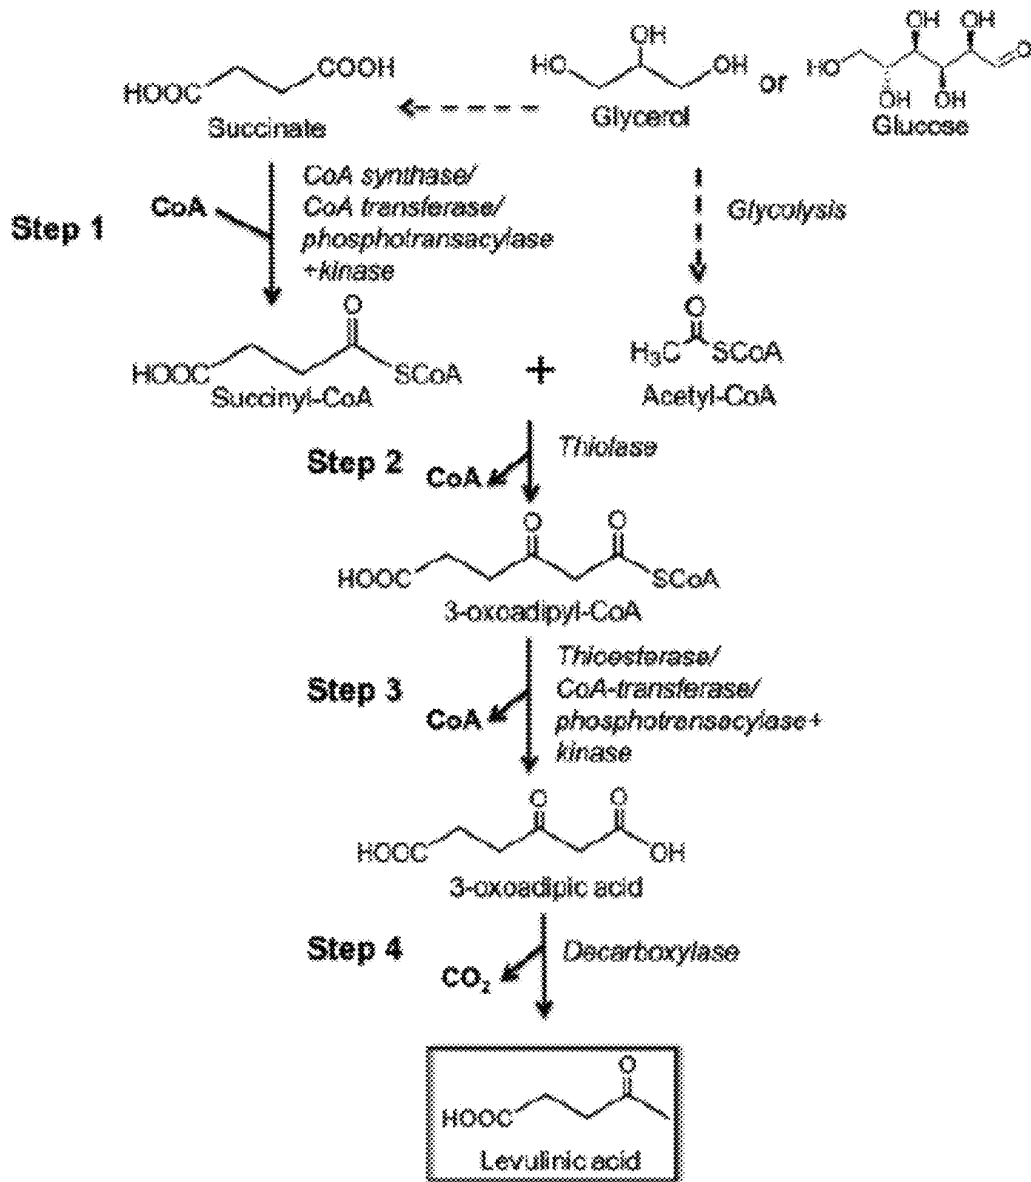 HOOC COOH
Succinate
HO OH OH
Glycerol
or
OH OH
HO O
OH OH OH
Glucose
Step 1
CoA
CoA synthase/
CoA transferase/
phosphotransacylase
+kinase
Glycolysis
O
HOOC SCoA
Succinyl-CoA
+
O
H₃C SCoA
Acetyl-CoA
Step 2
CoA
Thiolase
O O
HOOC SCoA
3-oxoadipyl-CoA
Step 3
CoA
Thioesterase/
CoA-transferase/
phosphotransacylase+
kinase
O O
HOOC OH
3-oxoadipic acid
Step 4
CO₂
Decarboxylase
O
HOOC
Levulinic acid